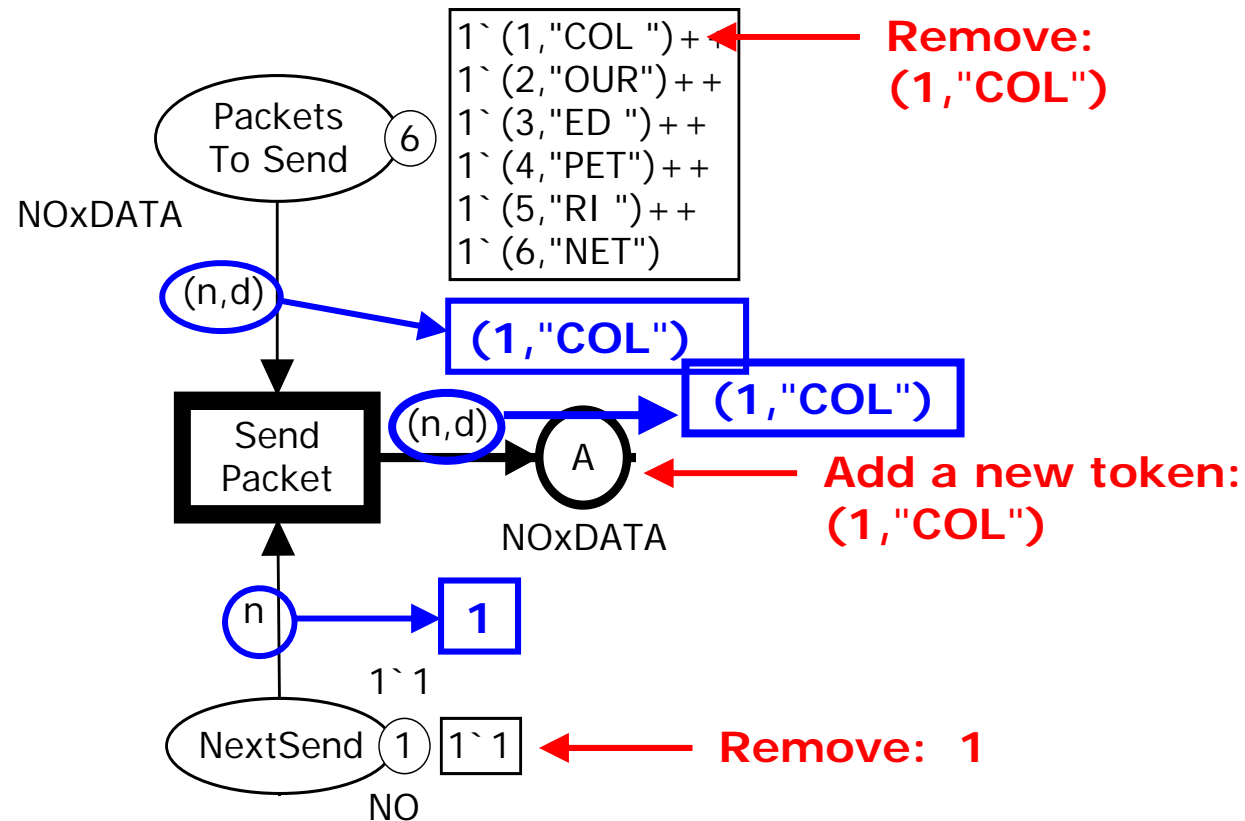 1`(1,"COL ")++
1`(2,"OUR")++
1`(3,"ED ")++
1`(4,"PET")++
1`(5,"RI ")++
1`(6,"NET")
Remove:
(1,"COL")
Packets
To Send
6
NOxDATA
(n,d)
(1,"COL")
(n,d)
(1,"COL")
Send
Packet
A
NOxDATA
Add a new token:
(1,"COL")
n
1
1`1
NextSend
1
1`1
Remove: 1
NO